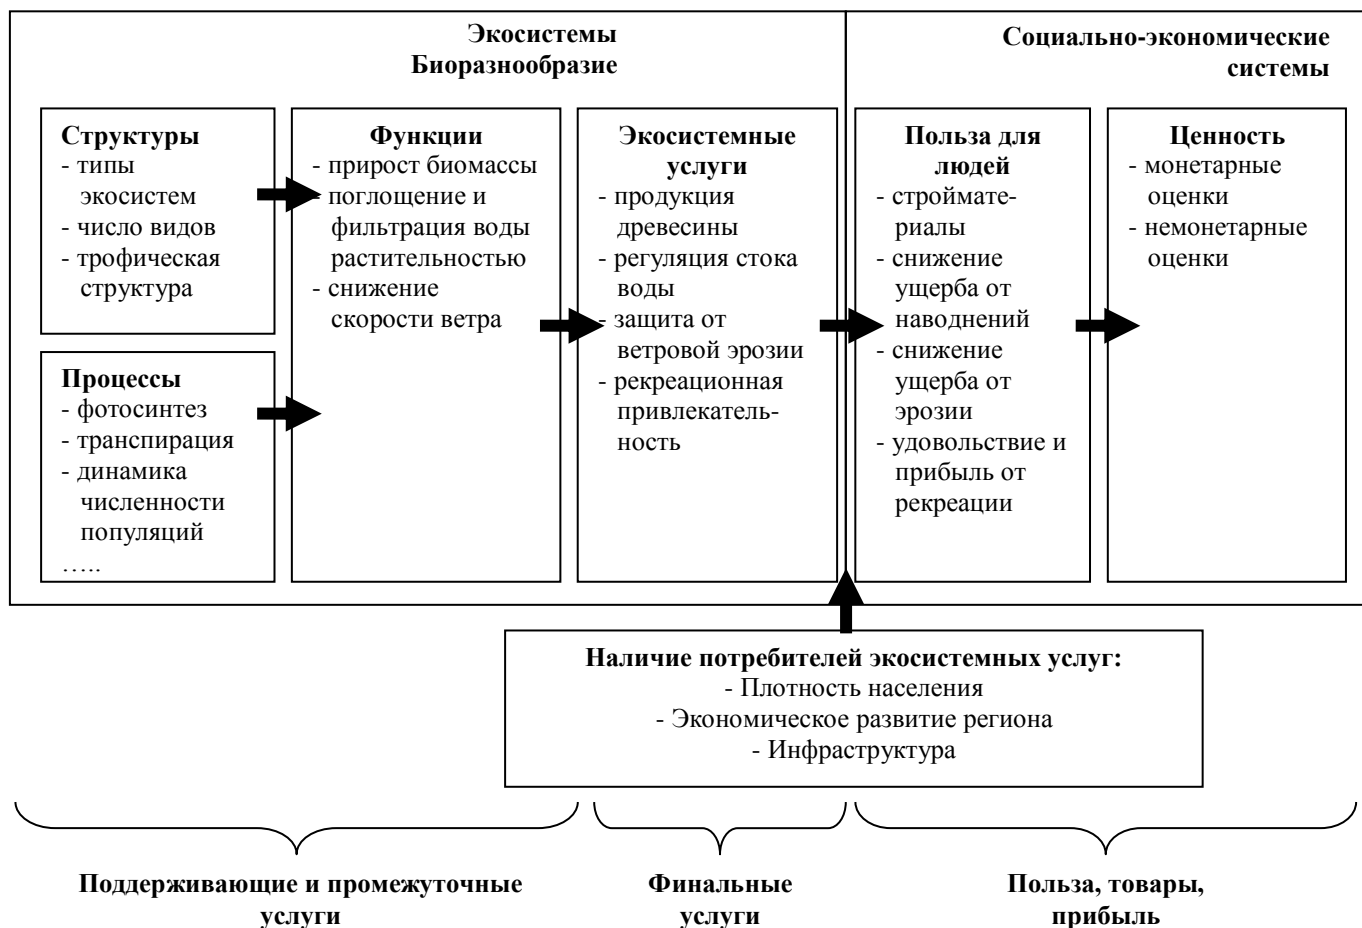 Экосистемы
Биоразнообразие
Социально-экономические
системы
Структуры
- типы
экосистем
- число видов
- трофическая
структура
Процессы
- фотосинтез
- транспирация
- динамика
численности
популяций
…..
Функции
- прирост биомассы
- поглощение и
фильтрация воды
растительностью
- снижение
скорости ветра
Экосистемные
услуги
- продукция
древесины
- регуляция стока
воды
- защита от
ветровой эрозии
- рекреационная
привлекатель-
ность
Польза для
людей
- стреймате-
риалы
- снижение
ущерба от
наводнений
- снижение
ущерба от
эрозии
- удовольствие и
прибыль от
рекреации
Ценность
- монетарные
оценки
- немонетарные
оценки
Наличие потребителей экосистемных услуг:
- Плотность населения
- Экономическое развитие региона
- Инфраструктура
Поддерживающие и промежуточные
услуги
Финальные
услуги
Польза, товары,
прибыль